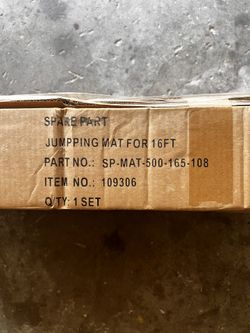 SPARE PART
JUMPPING MAT FOR 16FT
PART NO.: SP-MAT-500-165-108
ITEM NO.: 109306
Q'TY: 1 SET